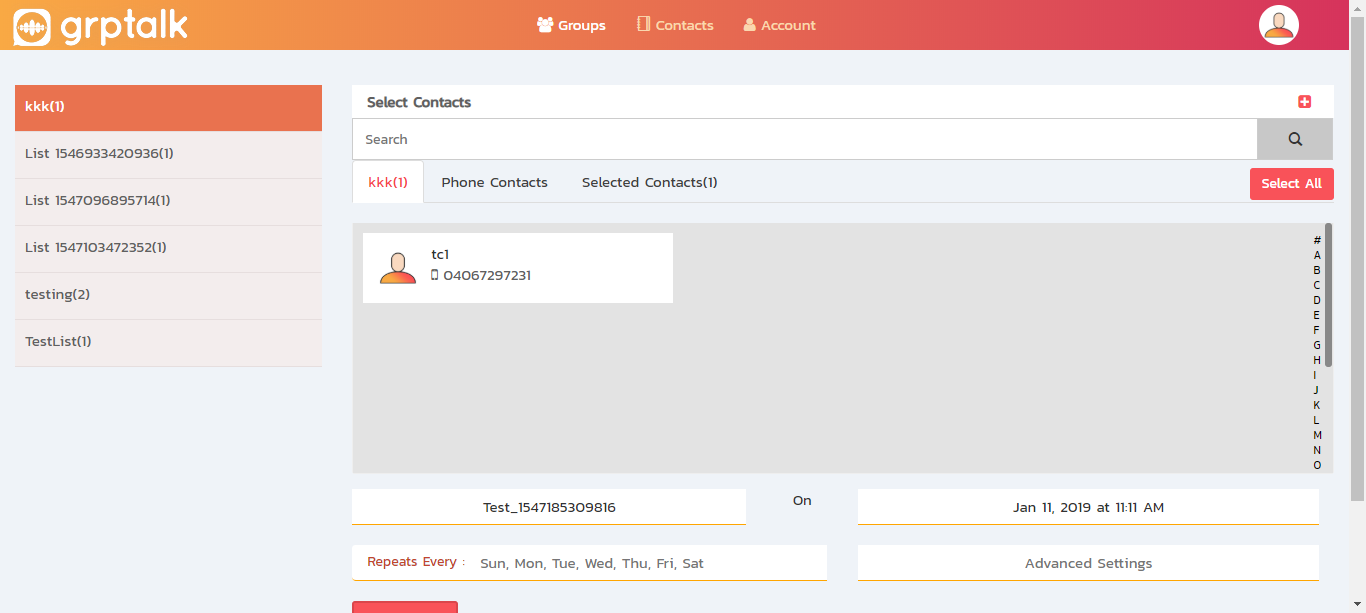 grptalk
Groups
Contacts
Account
kkk(1)
List 1546933420936(1)
List 1547096895714(1)
List 1547103472352(1)
testing(2)
TestList(1)
Select Contacts
Search
kkk(1)
Phone Contacts
Selected Contacts(1)
Select All
tc1
04067297231
#
A
B
C
D
E
F
G
H
I
J
K
L
M
N
O
Test_1547185309816
On
Jan 11, 2019 at 11:11 AM
Repeats Every : Sun, Mon, Tue, Wed, Thu, Fri, Sat
Advanced Settings